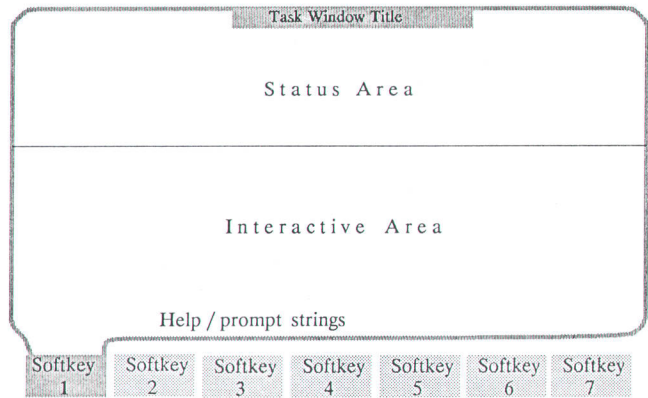 Task Window Title
Status Area
Interactive Area
Help / prompt strings
Softkey Softkey Softkey Softkey Softkey Softkey Softkey
1 2 3 4 5 6 7